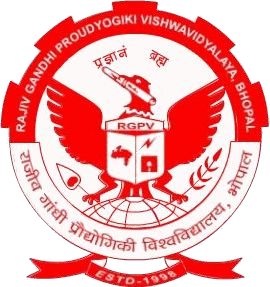 RAJIV GANDHI PROUDYOGIKI VISHWAVIDYALAYA, BHOPAL
प्रज्ञानं ब्रह्म
RGPV
राजीव गांधी प्रौद्योगिकी विश्वविद्यालय, भोपाल
ESTD-1998